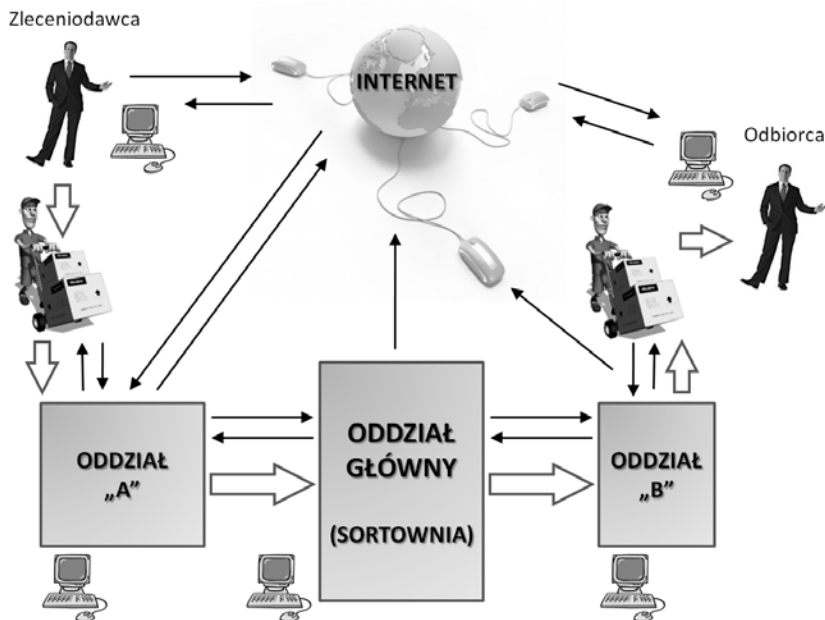 Zleceniodawca
INTERNET
Odbiorca
ODDZIAŁ
„A”
ODDZIAŁ
GŁÓWNY
(SORTOWNIA)
ODDZIAŁ
„B”